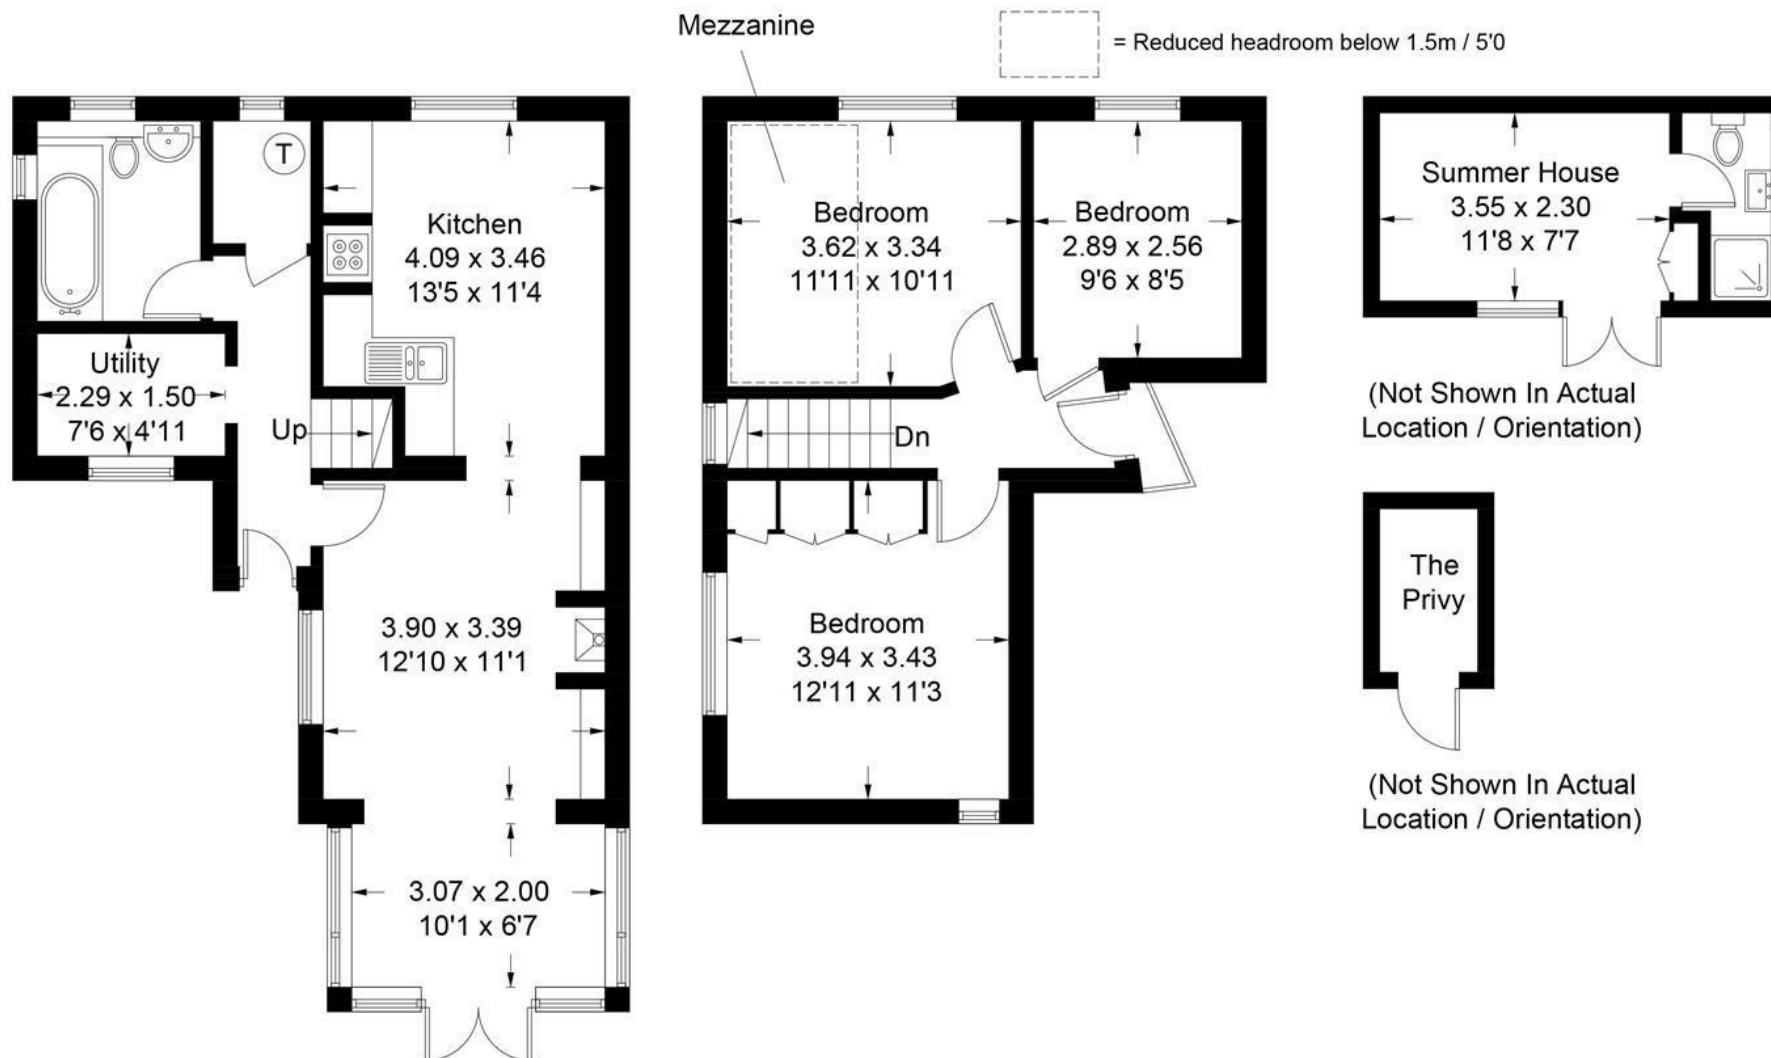 Mezzanine
= Reduced headroom below 1.5m / 5'0
T
Kitchen
4.09 x 3.46
13'5 x 11'4
Utility
2.29 x 1.50
7'6 x 4'11
Up
3.90 x 3.39
12'10 x 11'1
3.07 x 2.00
10'1 x 6'7
Bedroom
3.62 x 3.34
11'11 x 10'11
Bedroom
2.89 x 2.56
9'6 x 8'5
Dn
Bedroom
3.94 x 3.43
12'11 x 11'3
Summer House
3.55 x 2.30
11'8 x 7'7
(Not Shown In Actual
Location / Orientation)
The
Privy
(Not Shown In Actual
Location / Orientation)